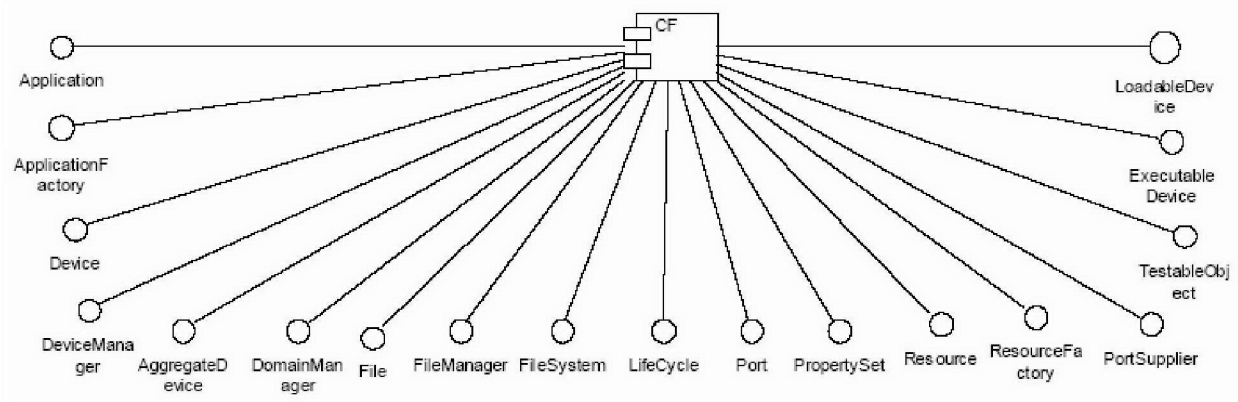 CF
Application
LoadableDev
ice
ApplicationF
actory
Executable
Device
Device
TestableObj
ect
DeviceMana
ger
AggregateD
evice
DomainMan
ager
File
FileManager
FileSystem
LifeCycle
Port
PropertySet
Resource
ResourceFa
ctory
PortSupplier